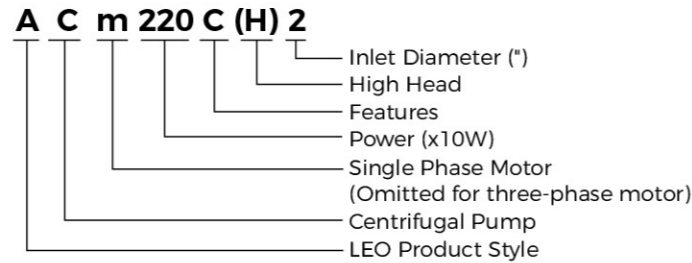 A C m 220 C (H) 2
Inlet Diameter (")
High Head
Features
Power (x10W)
Single Phase Motor
(Omitted for three-phase motor)
Centrifugal Pump
LEO Product Style